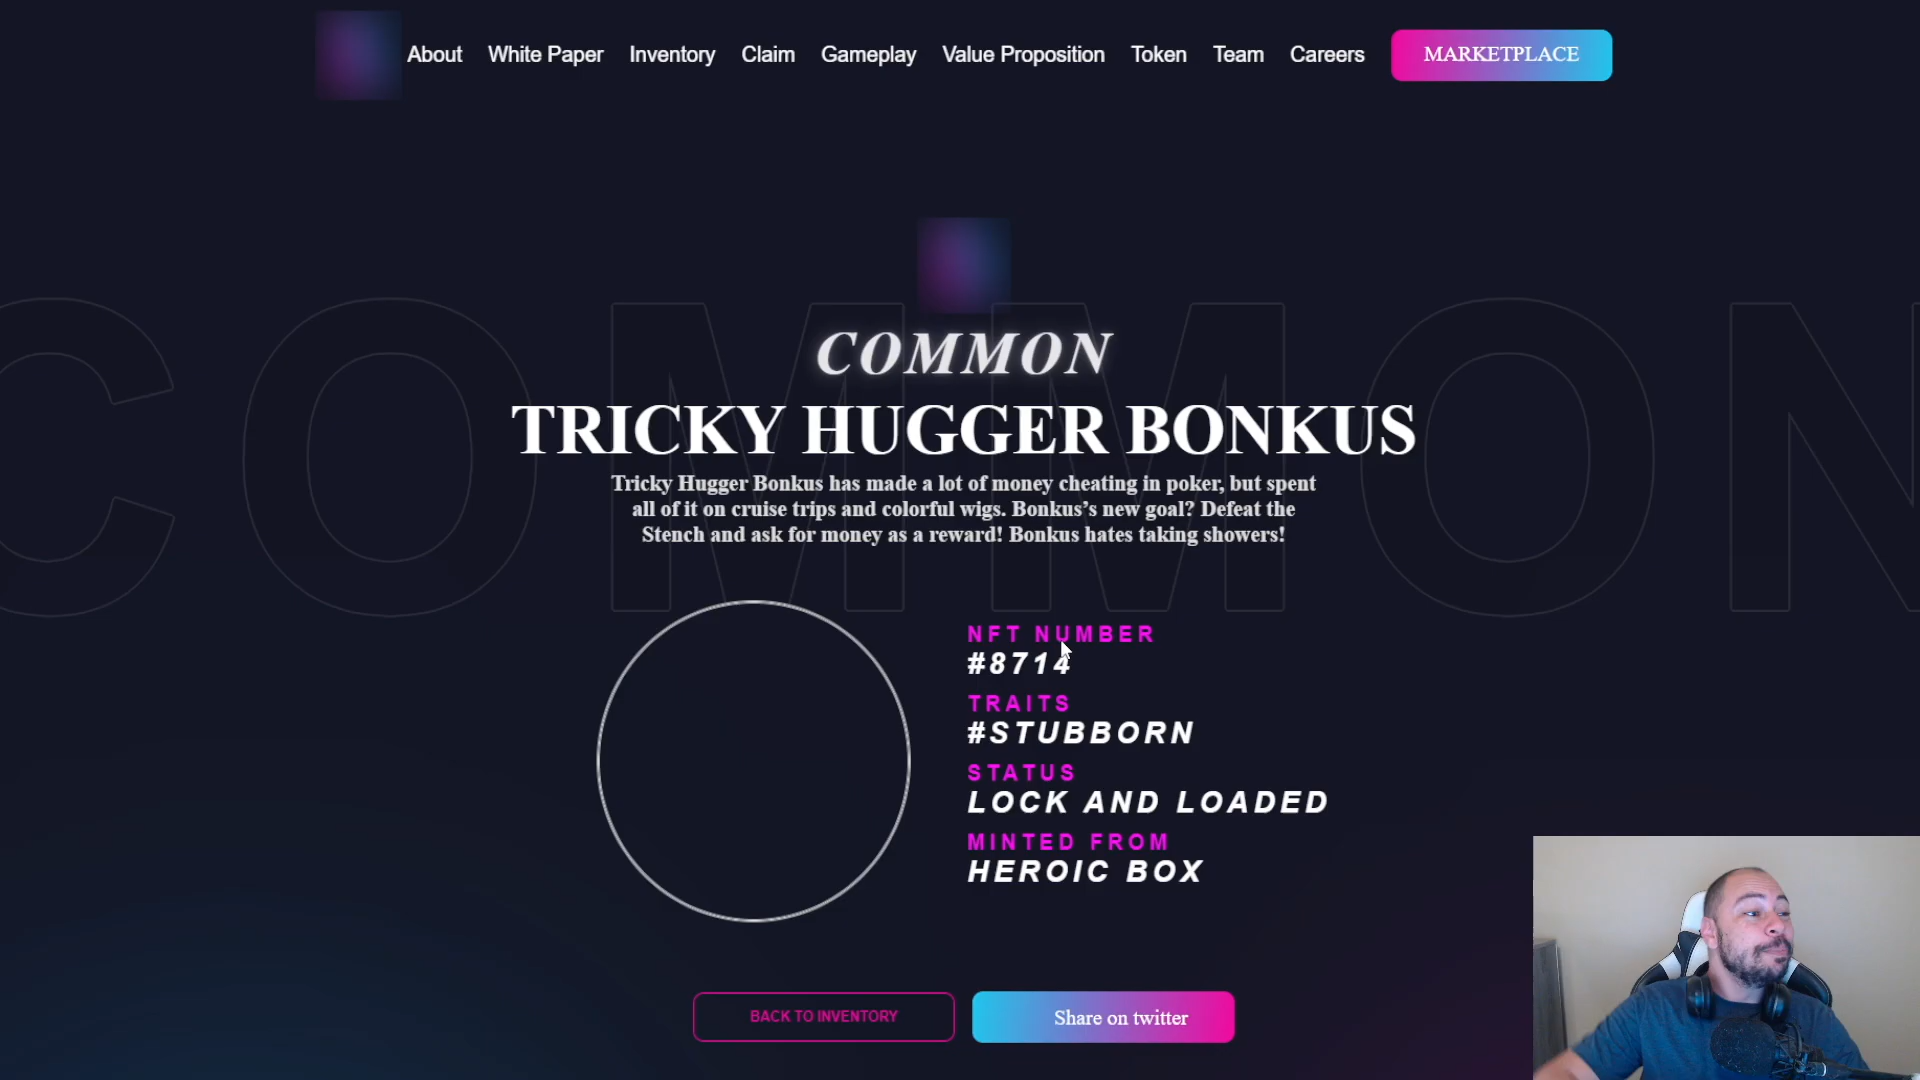 About White Paper Inventory Claim Gameplay Value Proposition Token Team Careers MARKETPLACE
COMMON
COMMON
TRICKY HUGGER BONKUS
Tricky Hugger Bonkus has made a lot of money cheating in poker, but spent
all of it on cruise trips and colorful wigs. Bonkus’s new goal? Defeat the
Stench and ask for money as a reward! Bonkus hates taking showers!
NFT NUMBER
#8714
TRAITS
#STUBBORN
STATUS
LOCK AND LOADED
MINTED FROM
HEROIC BOX
BACK TO INVENTORY
Share on twitter